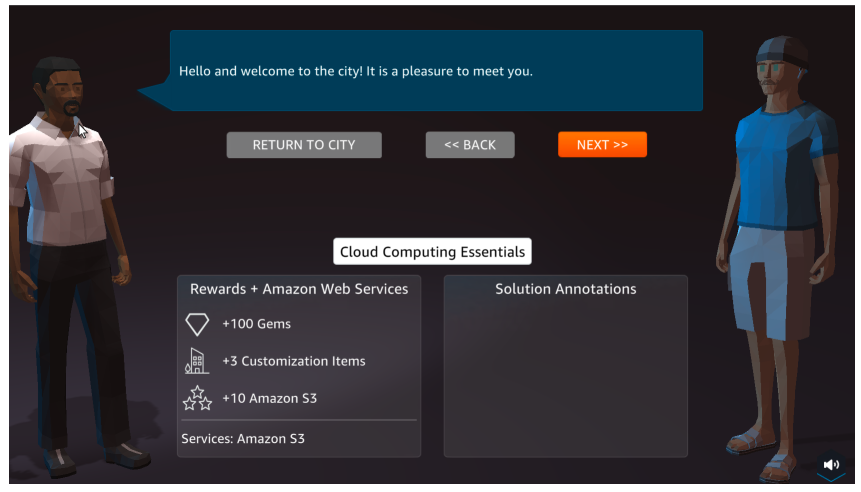 Hello and welcome to the city! It is a pleasure to meet you.
RETURN TO CITY
<< BACK
NEXT >>
Cloud Computing Essentials
Rewards + Amazon Web Services
+100 Gems
+3 Customization Items
+10 Amazon S3
Services: Amazon S3
Solution Annotations